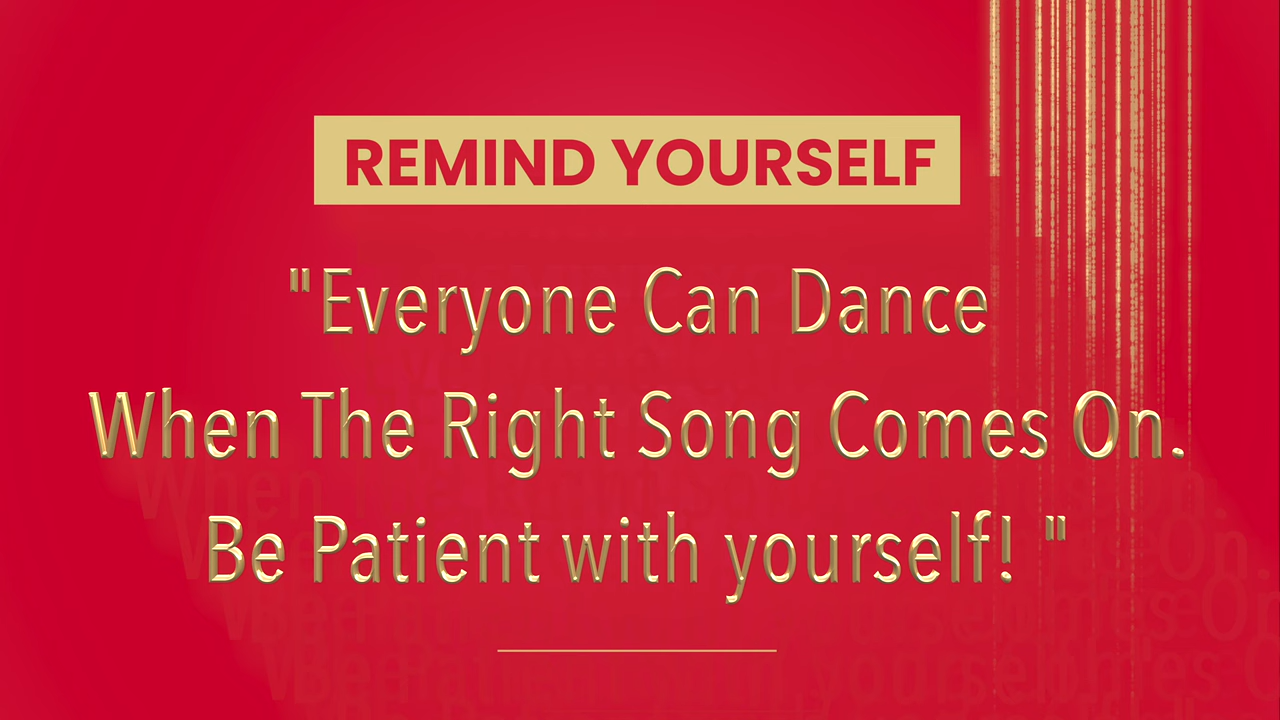 REMIND YOURSELF
"Everyone Can Dance
When The Right Song Comes On.
Be Patient with yourself! "